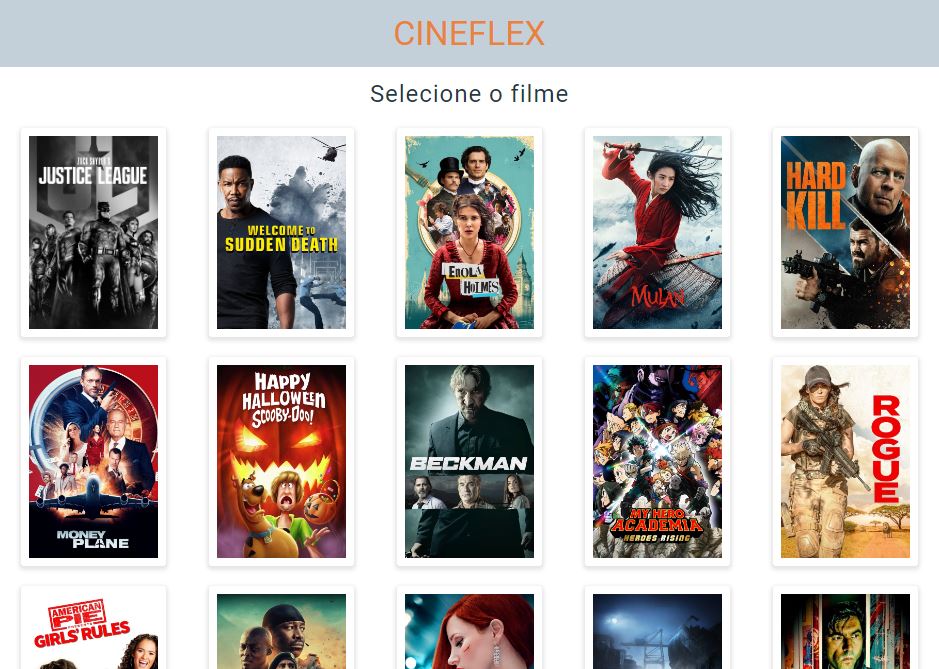 CINEFLEX
Selecione o filme
ZACK SNYDER'S
JUSTICE LEAGUE
WELCOME TO
SUDDEN DEATH
ENOLA
HOLMES
MULAN
HARD
KILL
MONEY
PLANE
HAPPY
HALLOWEEN
SCOOBY-DOO!
BECKMAN
MY HERO
ACADEMIA
HEROES RISING
ROGUE
AMERICAN
PIE
PRESENTS
GIRLS' RULES